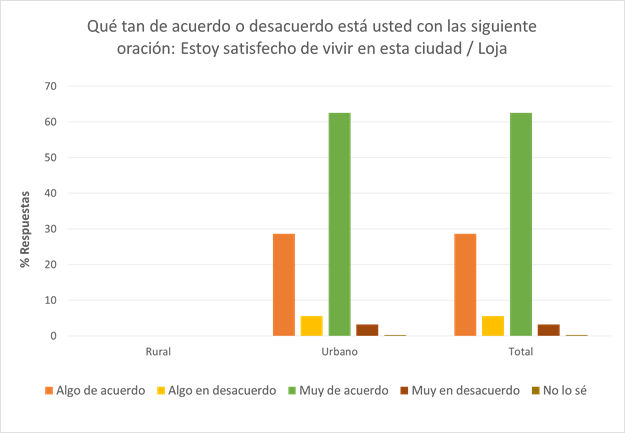 Qué tan de acuerdo o desacuerdo está usted con las siguiente
oración: Estoy satisfecho de vivir en esta ciudad / Loja
70
60
50
40
30
20
10
0
% Respuestas
Rural Urbano Total
Algo de acuerdo Algo en desacuerdo Muy de acuerdo Muy en desacuerdo No lo sé